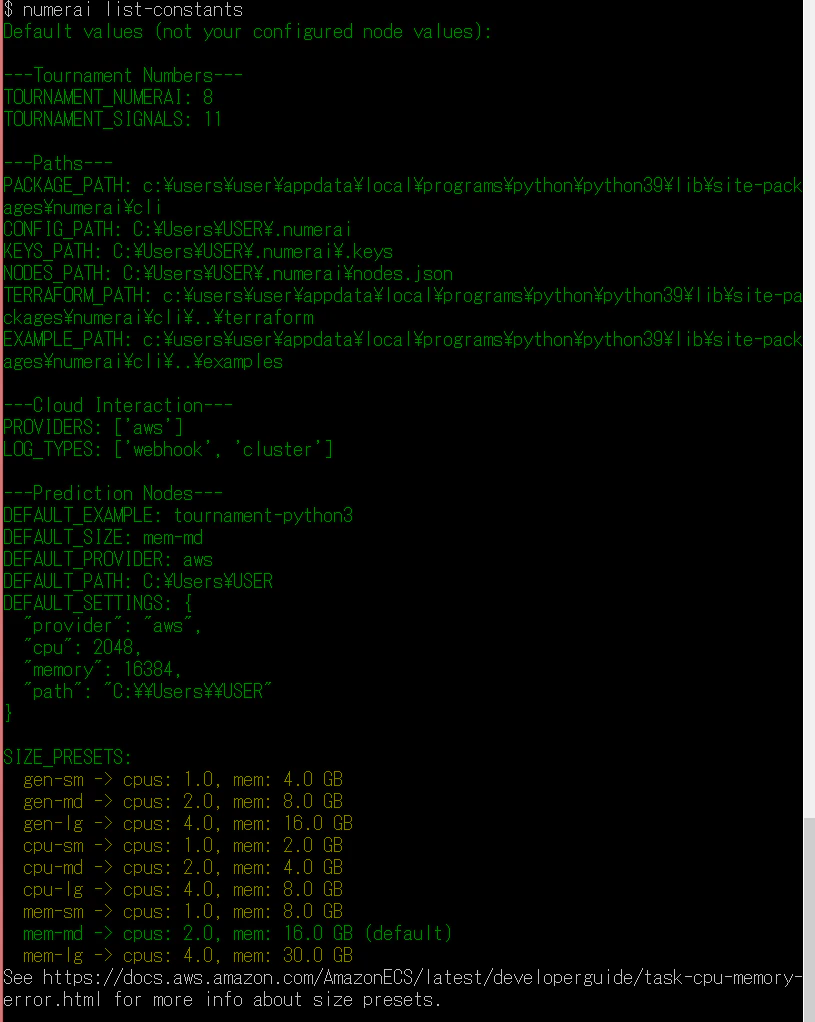 $ numerai list-constants
Default values (not your configured node values):
---Tournament Numbers---
TOURNAMENT_NUMERAI: 8
TOURNAMENT_SIGNALS: 11
---Paths---
PACKAGE_PATH: c:¥users¥user¥appdata¥local¥programs¥python¥python39¥lib¥site-pack
ages¥numerai¥cli
CONFIG_PATH: C:¥Users¥USER¥.numerai
KEYS_PATH: C:¥Users¥USER¥.numerai¥.keys
NODES_PATH: C:¥Users¥USER¥.numerai¥nodes.json
TERRAFORM_PATH: c:¥users¥user¥appdata¥local¥programs¥python¥python39¥lib¥site-pa
ckages¥numerai¥cli¥..¥terraform
EXAMPLE_PATH: c:¥users¥user¥appdata¥local¥programs¥python¥python39¥lib¥site-pack
ages¥numerai¥cli¥..¥examples
---Cloud Interaction---
PROVIDERS: ['aws']
LOG_TYPES: ['webhook', 'cluster']
---Prediction Nodes---
DEFAULT_EXAMPLE: tournament-python3
DEFAULT_SIZE: mem-md
DEFAULT_PROVIDER: aws
DEFAULT_PATH: C:¥Users¥USER
DEFAULT_SETTINGS: {
"provider": "aws",
"cpu": 2048,
"memory": 16384,
"path": "C:¥¥Users¥¥USER"
}
SIZE_PRESETS:
gen-sm -> cpus: 1.0, mem: 4.0 GB
gen-md -> cpus: 2.0, mem: 8.0 GB
gen-lg -> cpus: 4.0, mem: 16.0 GB
cpu-sm -> cpus: 1.0, mem: 2.0 GB
cpu-md -> cpus: 2.0, mem: 4.0 GB
cpu-lg -> cpus: 4.0, mem: 8.0 GB
mem-sm -> cpus: 1.0, mem: 8.0 GB
mem-md -> cpus: 2.0, mem: 16.0 GB (default)
mem-lg -> cpus: 4.0, mem: 30.0 GB
See https://docs.aws.amazon.com/AmazonECS/latest/developerguide/task-cpu-memory-
error.html for more info about size presets.